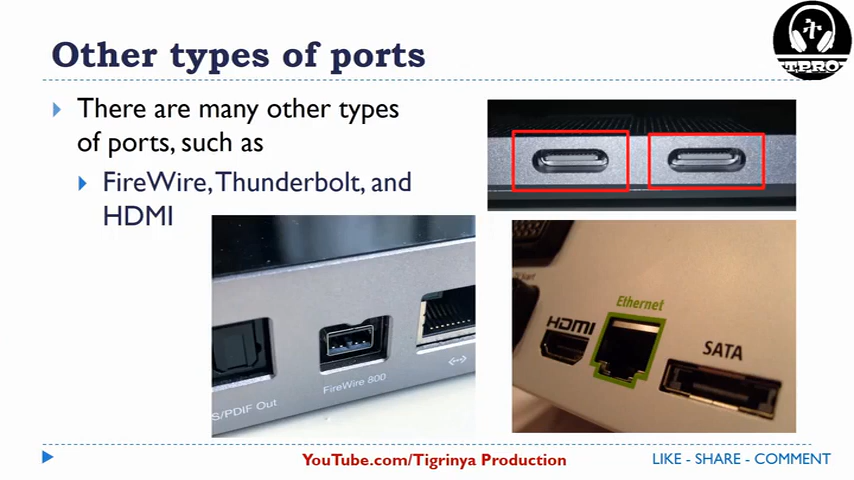 Other types of ports
There are many other types
of ports, such as
FireWire, Thunderbolt, and
HDMI
HDMI
Ethernet
SATA
S/PDIF Out
FireWire 800
ት
TPRO
YouTube.com/Tigrinya Production
LIKE - SHARE - COMMENT